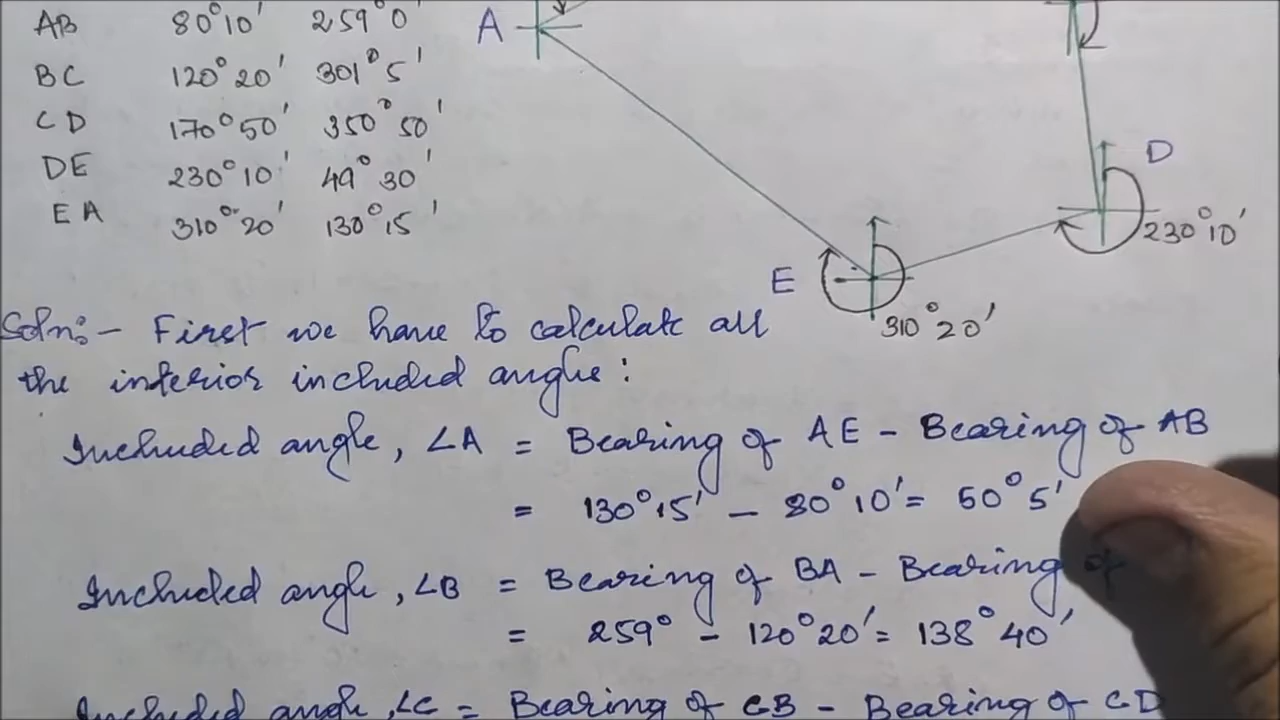 AB 80°10' 259°0'
A
BC 120°20' 301°5'
CD 170°50' 350°50'
DE 230°10' 49°30'
D
EA 310°20' 130°15'
230°10'
E
310°20'
Soln:- First we have to calculate all
the interior included angle:
Included angle, ∠A = Bearing of AE - Bearing of AB
= 130°15' - 80°10' = 50°5'
Included angle, ∠B = Bearing of BA - Bearing of
= 259° - 120°20' = 138°40'
Included angle, ∠C = Bearing of CB - Bearing of CD